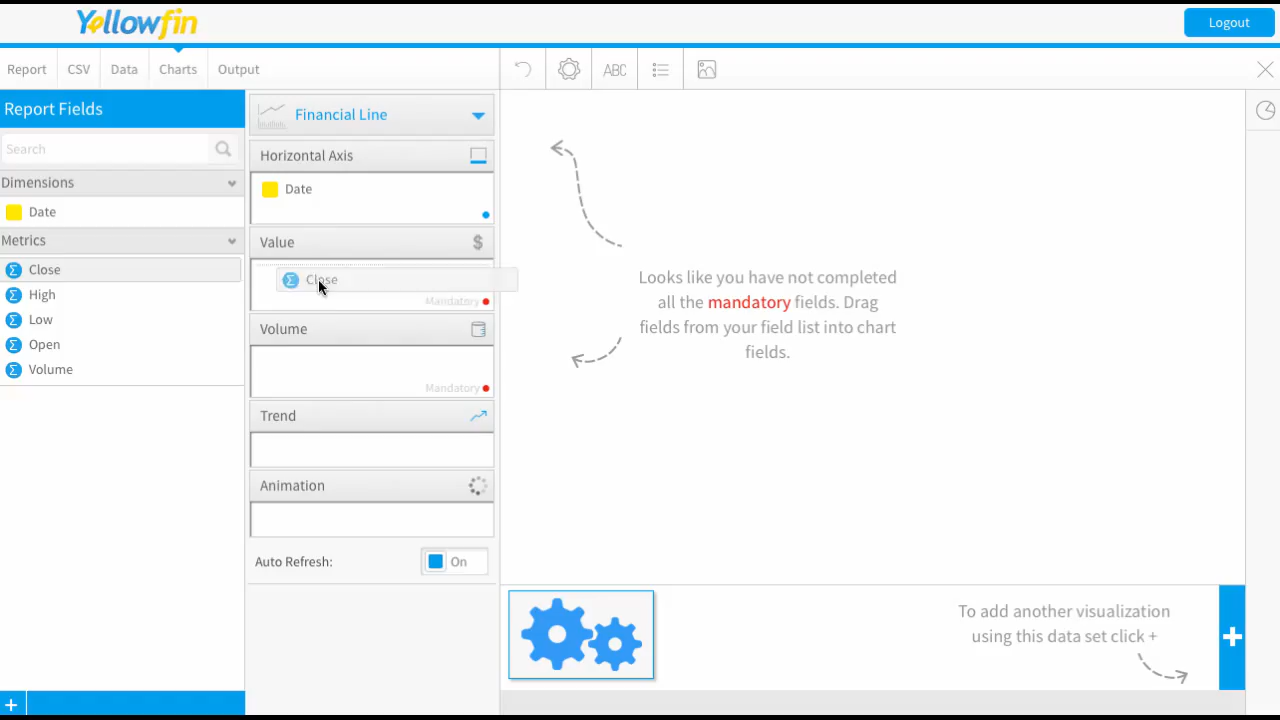 Yellowfin
Logout
Report CSV Data Charts Output
ABC
Report Fields
Search
Dimensions
Date
Metrics
Close
High
Low
Open
Volume
Financial Line
Horizontal Axis
Date
Value $
Close
Mandatory
Volume
Mandatory
Trend
Animation
Auto Refresh: On
Looks like you have not completed
all the mandatory fields. Drag
fields from your field list into chart
fields.
To add another visualization
using this data set click +